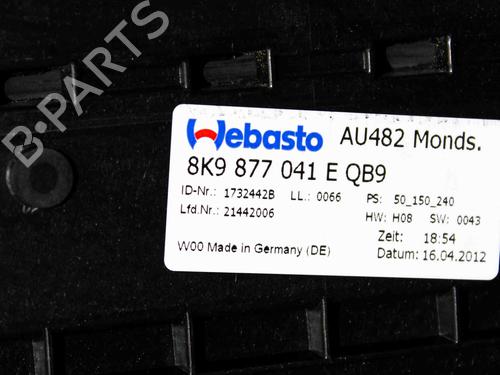 B-PARTS
Webasto AU482 Monds.
8K9 877 041 E QB9
ID-Nr.: 1732442B LL.: 0066 PS: 50_150_240
Lfd.Nr.: 21442006 HW: H08 SW: 0043
Zeit: 18:54
W00 Made in Germany (DE) Datum: 16.04.2012